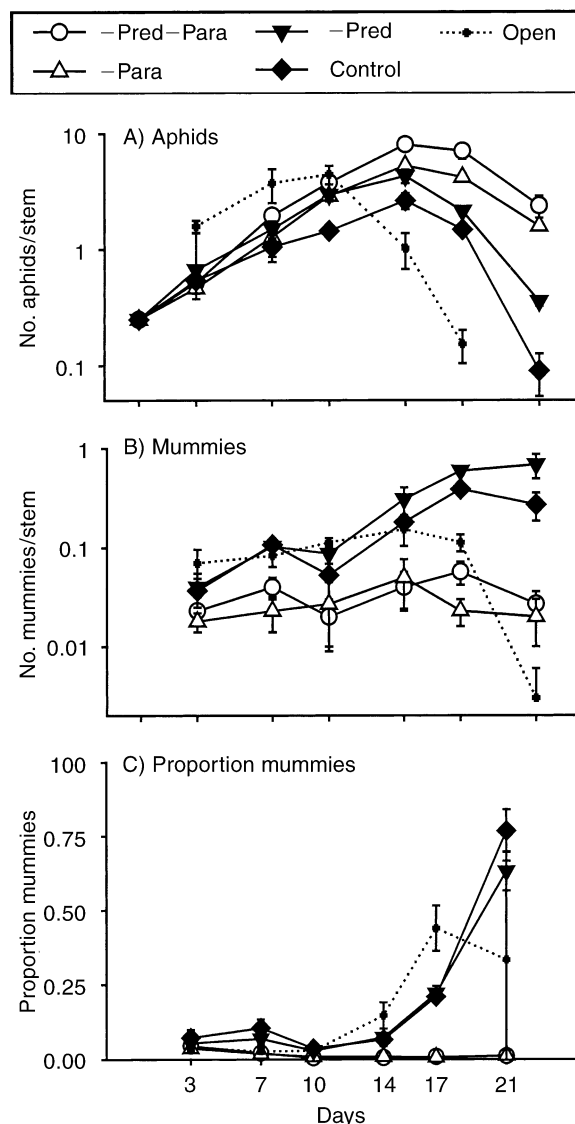 −Pred−Para −Pred Open
−Para Control
A) Aphids
10
1
0.1
No. aphids/stem
B) Mummies
1
0.1
0.01
No. mummies/stem
C) Proportion mummies
100
0.75
0.50
0.25
0.00
Proportion mummies
3 7 10 14 17 21
Days